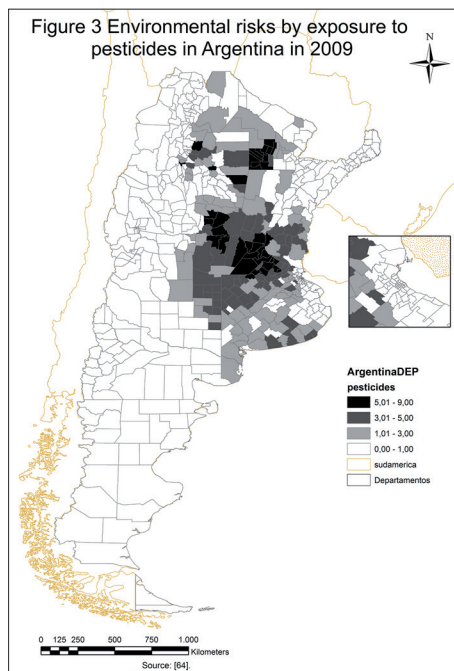 Figure 3 Environmental risks by exposure to
pesticides in Argentina in 2009
N
ArgentinaDEP
pesticides
5,01 - 9,00
3,01 - 5,00
1,01 - 3,00
0,00 - 1,00
sudamerica
Departamentos
0 125 250 500 750 1.000
Kilometers
Source: [64].